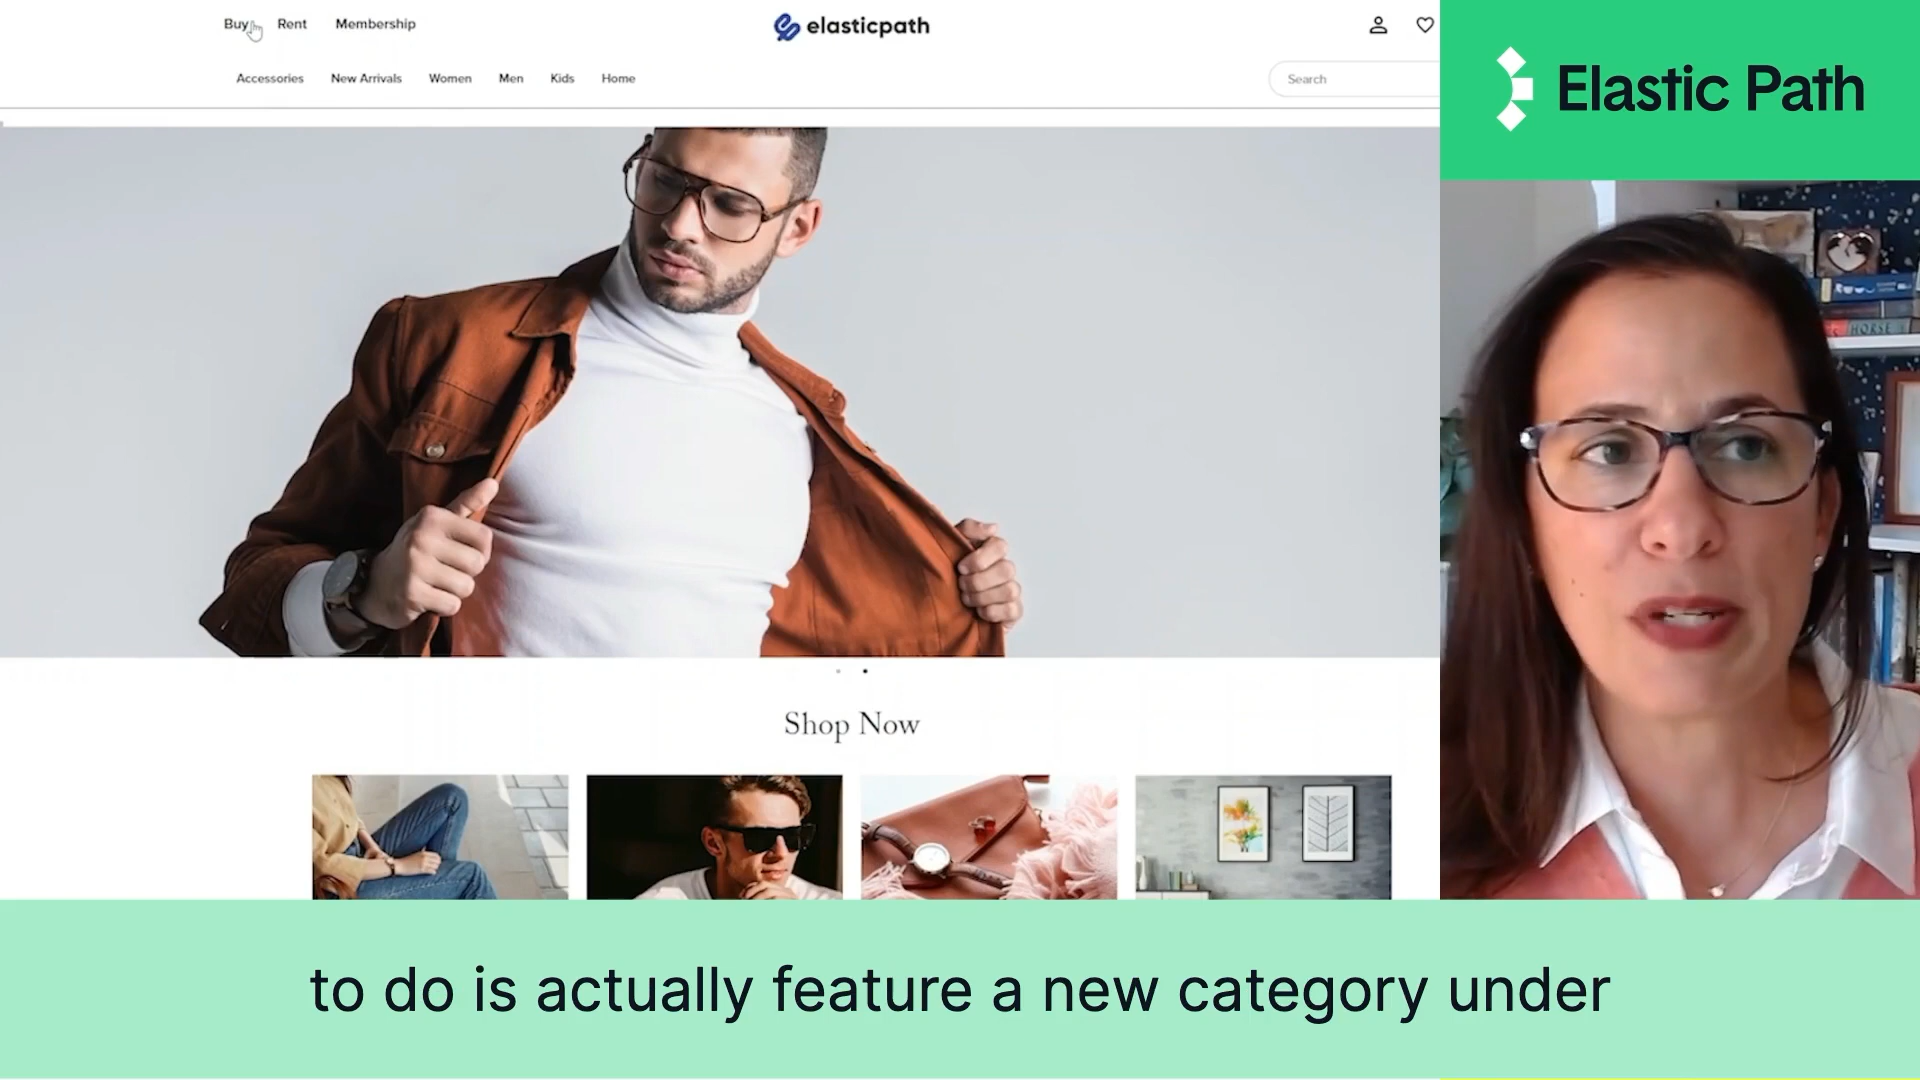 Buy Rent Membership
elasticpath
Accessories New Arrivals Women Men Kids Home
Search
Elastic Path
HORSE
Shop Now
to do is actually feature a new category under